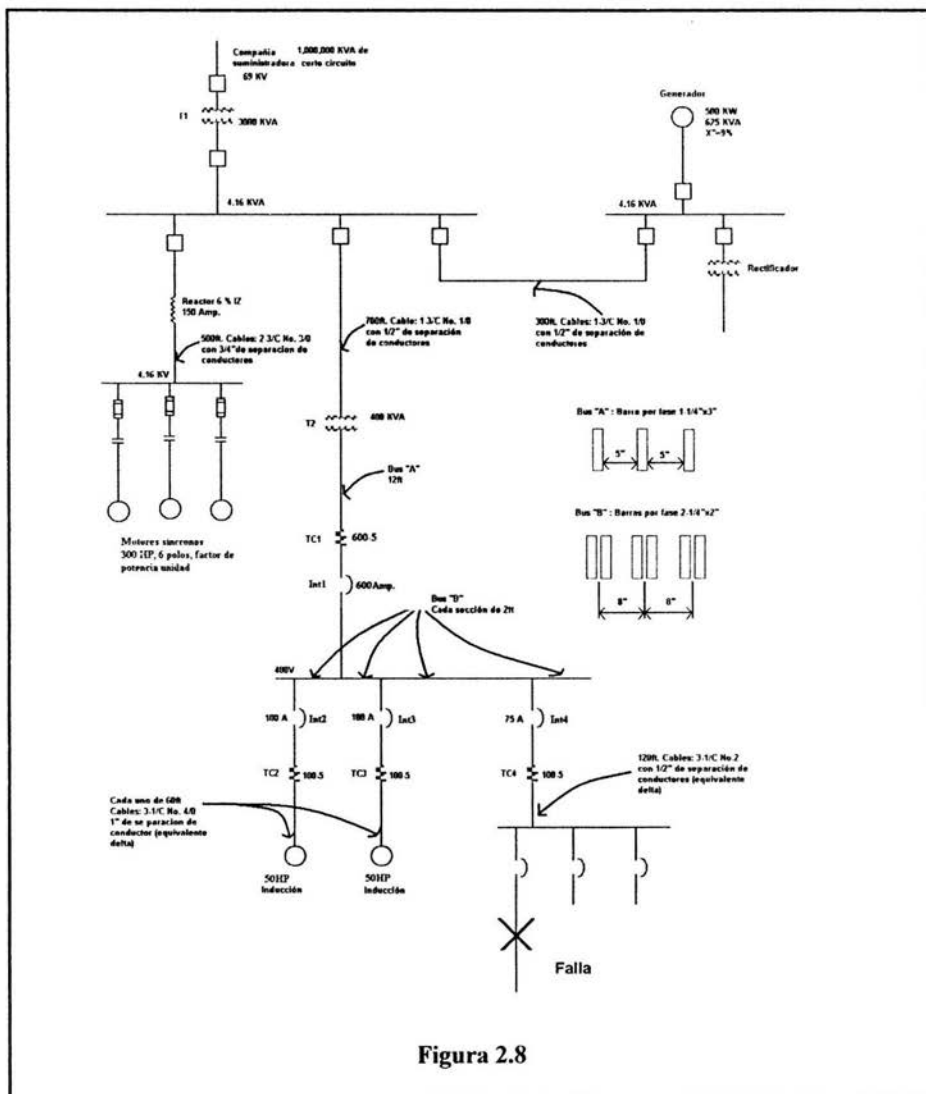 Compañia
suministradora
1,000,000 KVA de
corto circuito
69 KV
T1
3000 KVA
Generador
500 KW
625 KVA
X"=9%
4.16 KVA
4.16 KVA
Rectificador
Reactor 6 % IZ
150 Amp.
500ft. Cables: 2 3/C No. 3/0
con 3/4" de separacion de
conductores
700ft. Cable: 1-3/C No. 1/0
con 1/2" de separación
de conductores
300ft. Cables: 1-3/C No. 1/0
con 1/2" de separación de
conductores
4.16 KV
T2
400 KVA
Bus "A" : Barra por fase 1-1/4"x3"
5"
5"
Bus "A"
12ft
Bus "B" : Barras por fase 2-1/4"x2"
TC1
600-5
Motores sincronos
300 HP, 6 polos, factor de
potencia unidad
Int1
600 Amp.
Bus "B"
Cada sección de 2ft
8"
8"
100 A
Int2
100 A
Int3
75 A
Int4
TC2
100-5
TC3
100-5
TC4
100-5
120ft. Cables: 3-1/C No.2
con 1/2" de separación de
conductores (equivalente
delta)
Cada uno de 60ft
Cables: 3-1/C No. 4/0
1" de se paracion de
conductor (equivalente
delta)
50HP
Inducción
50HP
Inducción
Falla
Figura 2.8